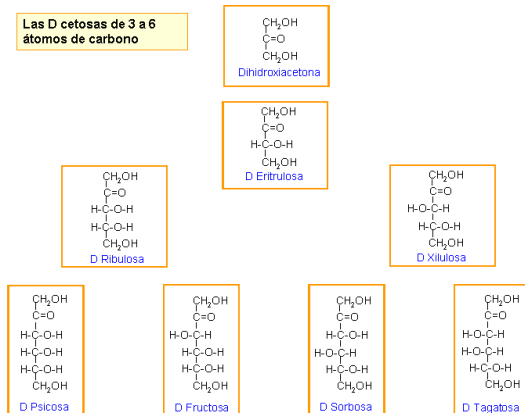 Las D cetosas de 3 a 6
átomos de carbono
CH2OH
C=O
CH2OH
Dihidroxiacetona
CH2OH
C=O
H-C-O-H
CH2OH
D Eritrulosa
CH2OH
C=O
H-C-O-H
H-C-O-H
CH2OH
D Ribulosa
CH2OH
C=O
H-O-C-H
H-C-O-H
CH2OH
D Xilulosa
CH2OH
C=O
H-C-O-H
H-C-O-H
H-C-O-H
CH2OH
D Psicosa
CH2OH
C=O
H-O-C-H
H-C-O-H
H-C-O-H
CH2OH
D Fructosa
CH2OH
C=O
H-C-O-H
H-O-C-H
H-C-O-H
CH2OH
D Sorbosa
CH2OH
C=O
H-O-C-H
H-O-C-H
H-C-O-H
CH2OH
D Tagatosa